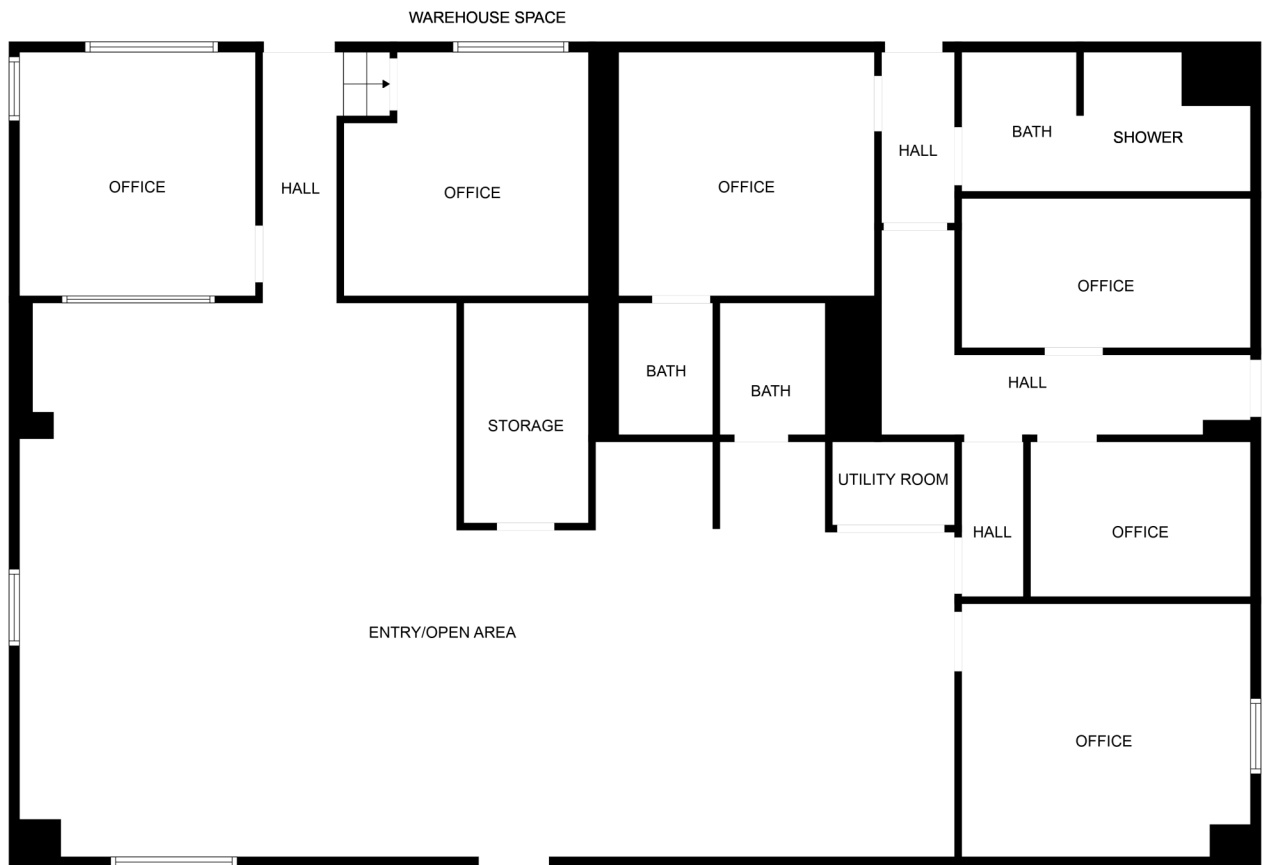 WAREHOUSE SPACE
OFFICE
HALL
OFFICE
OFFICE
HALL
BATH
SHOWER
OFFICE
BATH
BATH
HALL
STORAGE
UTILITY ROOM
HALL
OFFICE
ENTRY/OPEN AREA
OFFICE